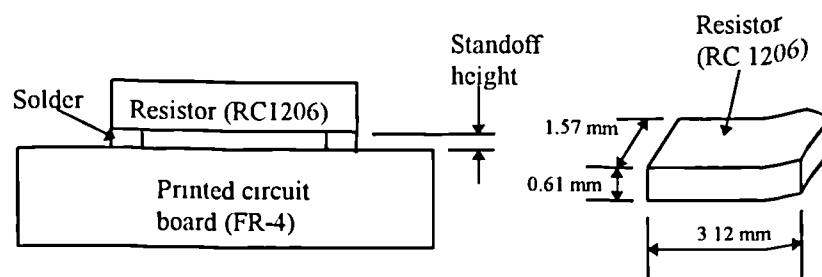 Standoff
height
Solder
Resistor (RC1206)
Printed circuit
board (FR-4)
Resistor
(RC 1206)
1.57 mm
0.61 mm
3 12 mm